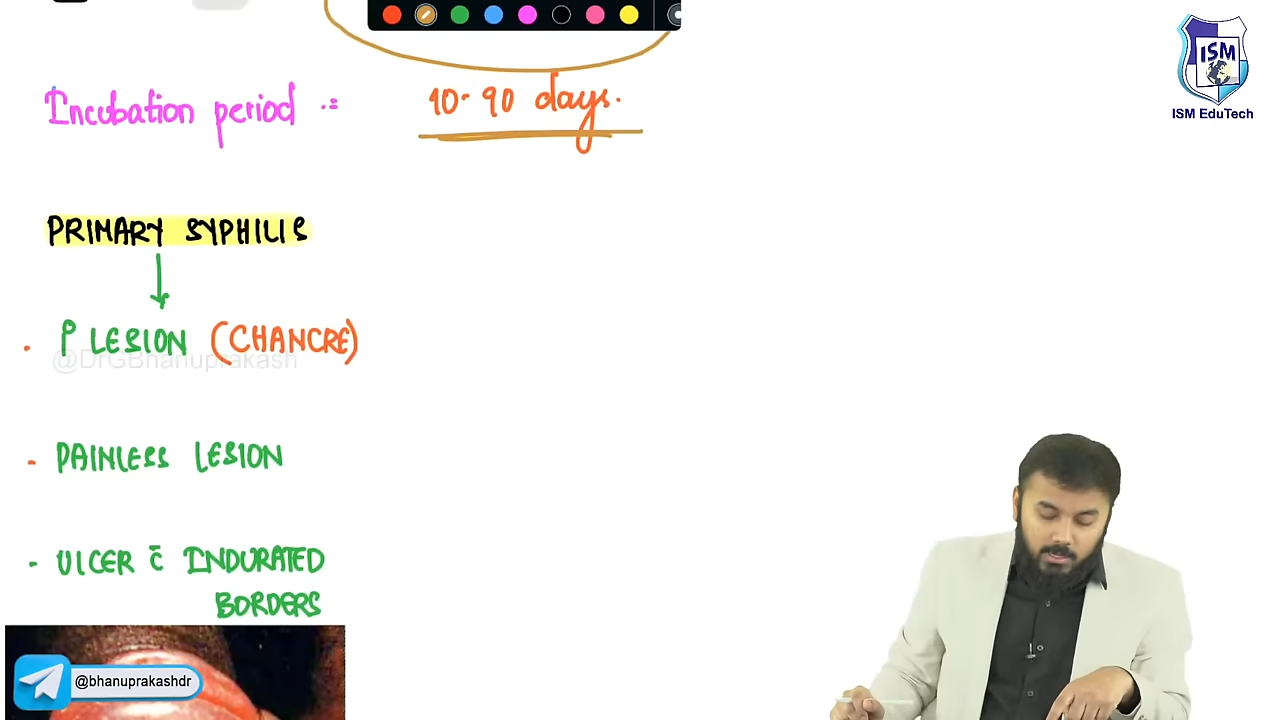 ISM
ISM EduTech
Incubation period :=
10-90 days.
PRIMARY SYPHILIS
P LESION (CHANCRE)
@DrGBhanuprakash
- PAINLESS LESION
- ULCER c̄ INDURATED
BORDERS
@bhanuprakashdr